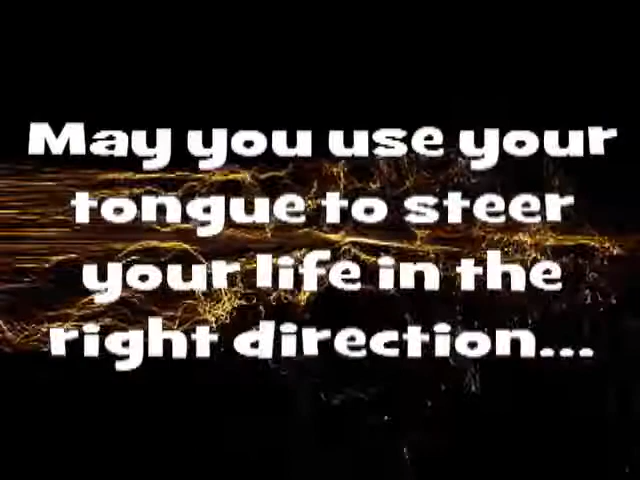 May you use your
tongue to steer
your life in the
right direction...